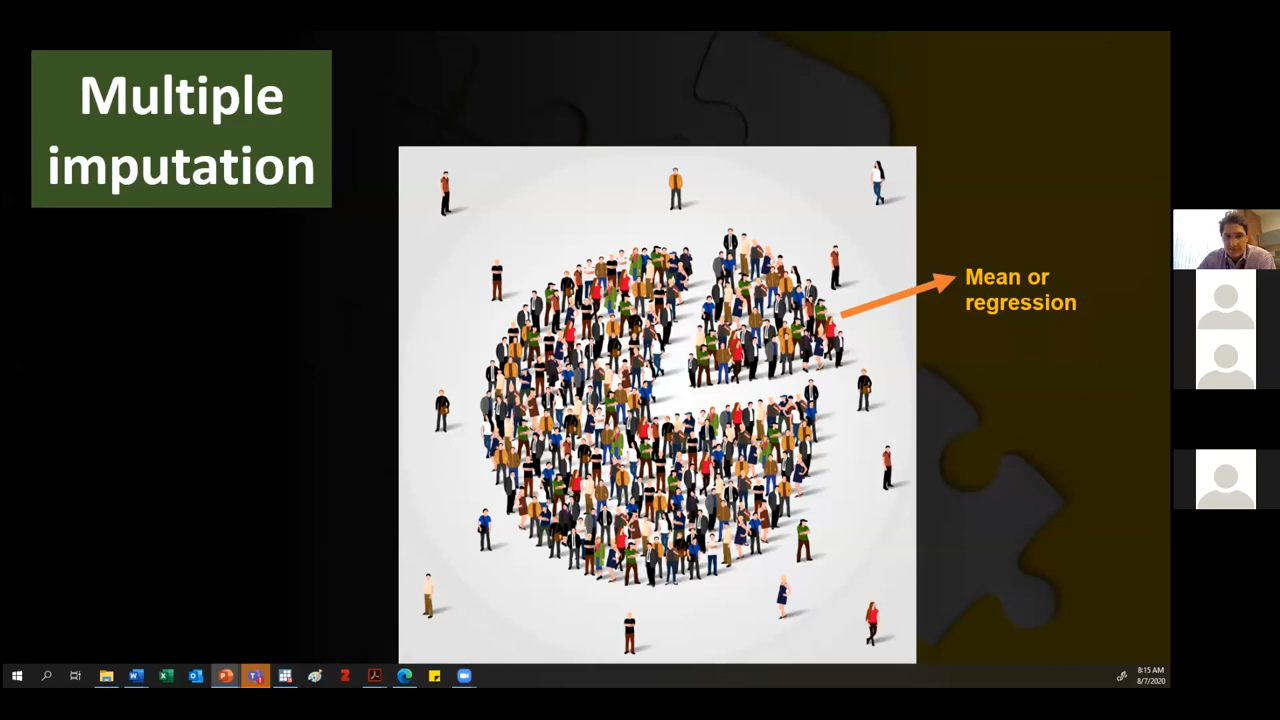 Multiple
imputation
Mean or
regression
8:15 AM
8/7/2020